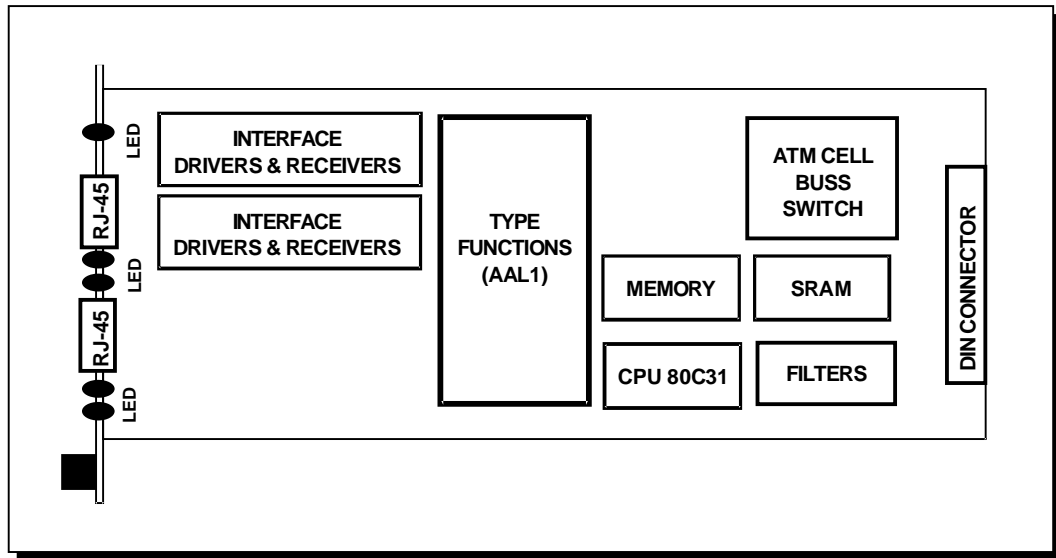 LED
RJ-45
LED
RJ-45
LED
INTERFACE
DRIVERS & RECEIVERS
INTERFACE
DRIVERS & RECEIVERS
TYPE
FUNCTIONS
(AAL1)
ATM CELL
BUSS
SWITCH
MEMORY
SRAM
CPU 80C31
FILTERS
DIN CONNECTOR